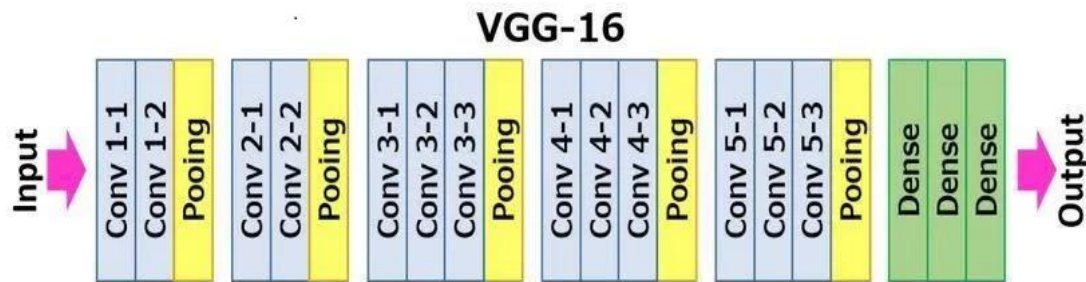 VGG-16
Input
Conv 1-1
Conv 1-2
Pooing
Conv 2-1
Conv 2-2
Pooing
Conv 3-1
Conv 3-2
Conv 3-3
Pooing
Conv 4-1
Conv 4-2
Conv 4-3
Pooing
Conv 5-1
Conv 5-2
Conv 5-3
Pooing
Dense
Dense
Dense
Output